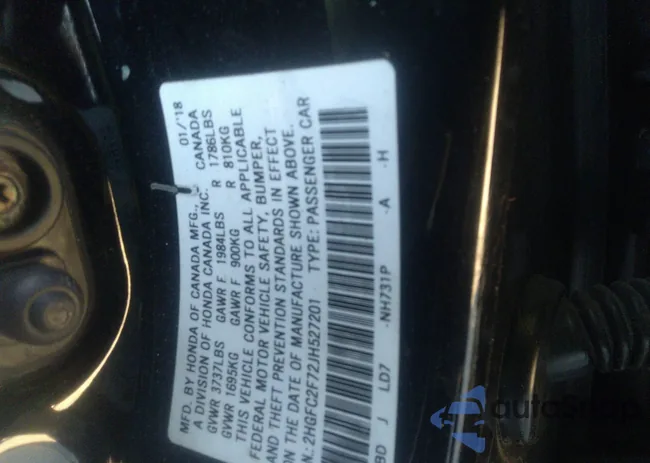 MFD. BY HONDA OF CANADA MFG., 01/'18
A DIVISION OF HONDA CANADA INC. CANADA
GVWR 3737LBS GAWR F 1984LBS R 1786LBS
GVWR 1695KG GAWR F 900KG R 810KG
THIS VEHICLE CONFORMS TO ALL APPLICABLE
FEDERAL MOTOR VEHICLE SAFETY, BUMPER,
AND THEFT PREVENTION STANDARDS IN EFFECT
ON THE DATE OF MANUFACTURE SHOWN ABOVE.
N.: 2HGFC2F72JH527201 TYPE: PASSENGER CAR
BD J LD7 -NH731P -A -H